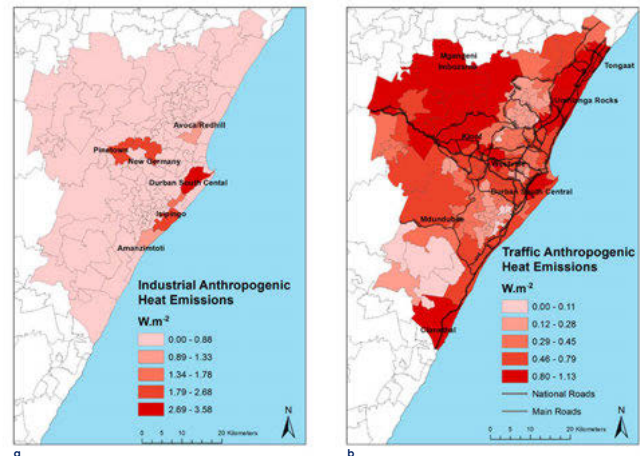 Avoca/Redhill
Pinetown
New Germany
Durban South Cental
Isipingo
Amanzimtoti
Industrial Anthropogenic
Heat Emissions
W.m-2
0.00 - 0.88
0.89 - 1.33
1.34 - 1.78
1.79 - 2.68
2.69 - 3.58
N
0 5 10 20 Kilometers
a
Tongaat
Umhlanga Rocks
Durban South Central
Traffic Anthropogenic
Heat Emissions
W.m-2
0.00 - 0.11
0.12 - 0.28
0.29 - 0.45
0.46 - 0.79
0.80 - 1.13
National Roads
Main Roads
N
0 5 10 20 Kilometers
b